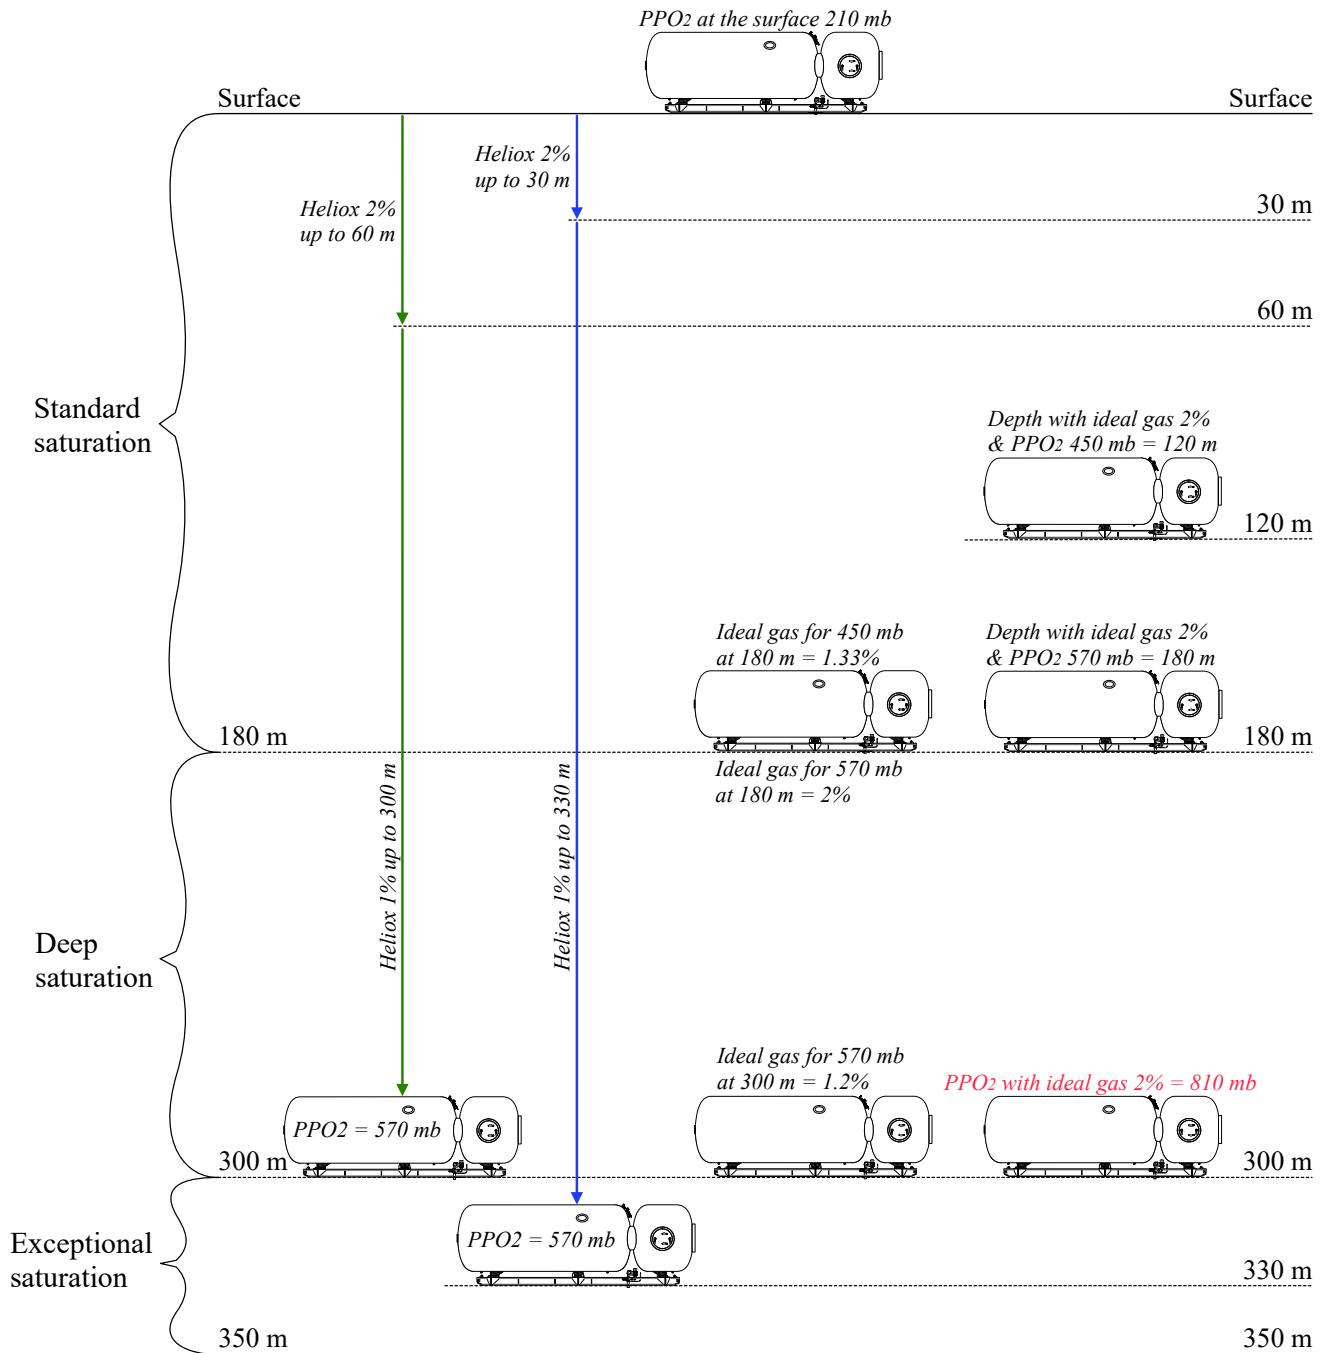 PPO2 at the surface 210 mb
Surface
Surface
Heliox 2%
up to 30 m
Heliox 2%
up to 60 m
30 m
60 m
Standard
saturation
Depth with ideal gas 2%
& PPO2 450 mb = 120 m
120 m
Ideal gas for 450 mb
at 180 m = 1.33%
Depth with ideal gas 2%
& PPO2 570 mb = 180 m
180 m
180 m
Ideal gas for 570 mb
at 180 m = 2%
Heliox 1% up to 300 m
Heliox 1% up to 330 m
Deep
saturation
Ideal gas for 570 mb
at 300 m = 1.2%
PPO2 with ideal gas 2% = 810 mb
PPO2 = 570 mb
300 m
300 m
Exceptional
saturation
PPO2 = 570 mb
330 m
350 m
350 m